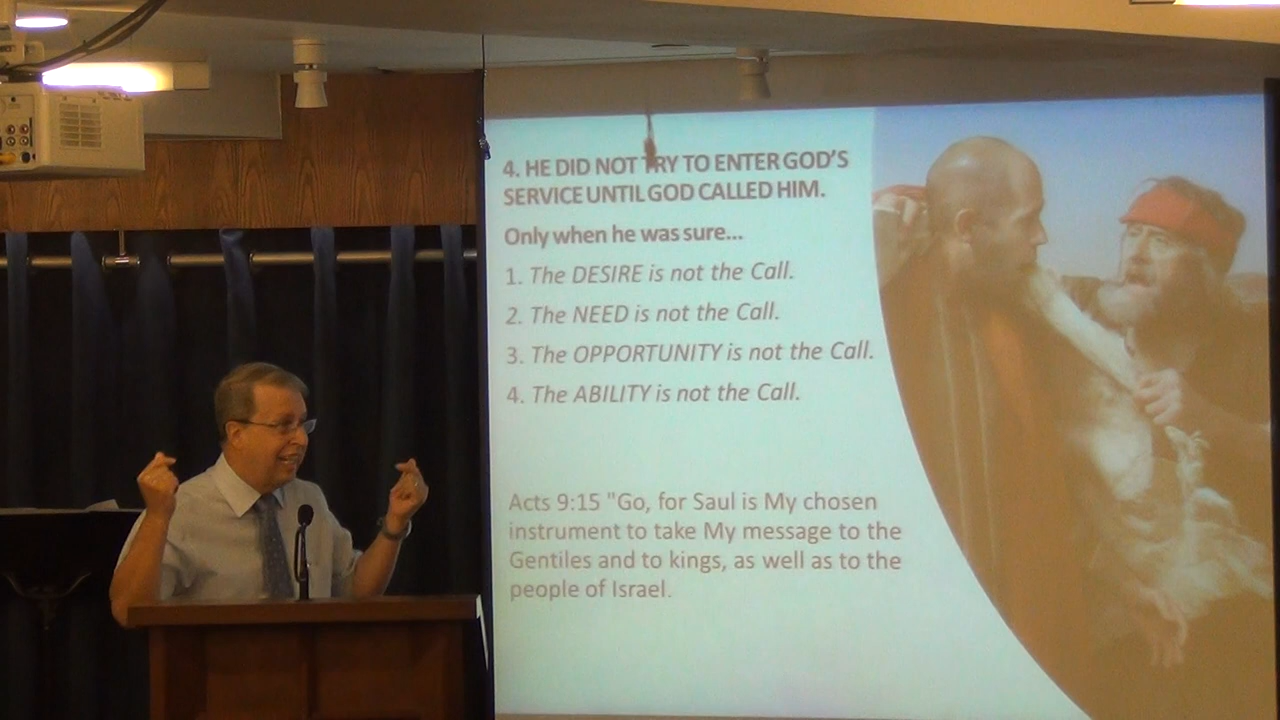 4. HE DID NOT TRY TO ENTER GOD'S
SERVICE UNTIL GOD CALLED HIM.
Only when he was sure...
1. The DESIRE is not the Call.
2. The NEED is not the Call.
3. The OPPORTUNITY is not the Call.
4. The ABILITY is not the Call.
Acts 9:15 "Go, for Saul is My chosen
instrument to take My message to the
Gentiles and to kings, as well as to the
people of Israel.